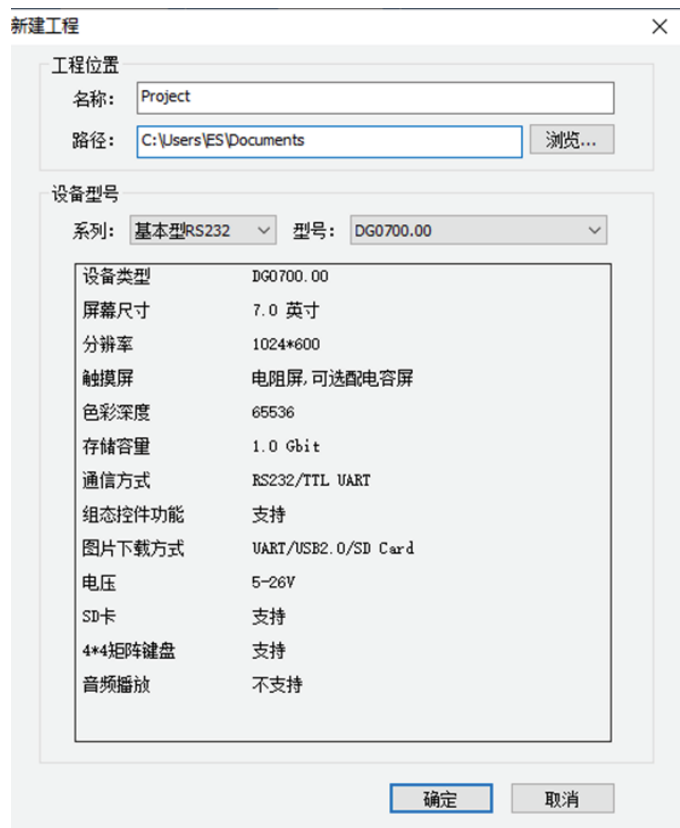 新建工程
工程位置
名称： Project
路径： C:\Users\ES\Documents 浏览...
设备型号
系列： 基本型RS232 型号： DG0700.00
设备类型 DG0700.00
屏幕尺寸 7.0 英寸
分辨率 1024*600
触摸屏 电阻屏,可选配电容屏
色彩深度 65536
存储容量 1.0 Gbit
通信方式 RS232/TTL UART
组态控件功能 支持
图片下载方式 UART/USB2.0/SD Card
电压 5-26V
SD卡 支持
4*4矩阵键盘 支持
音频播放 不支持
确定 取消